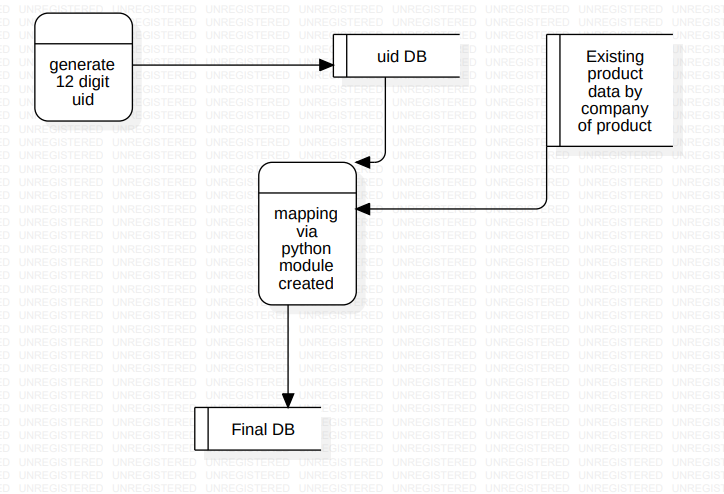 generate
12 digit
uid
uid DB
Existing
product
data by
company
of product
mapping
via
python
module
created
Final DB
UNREGISTERED